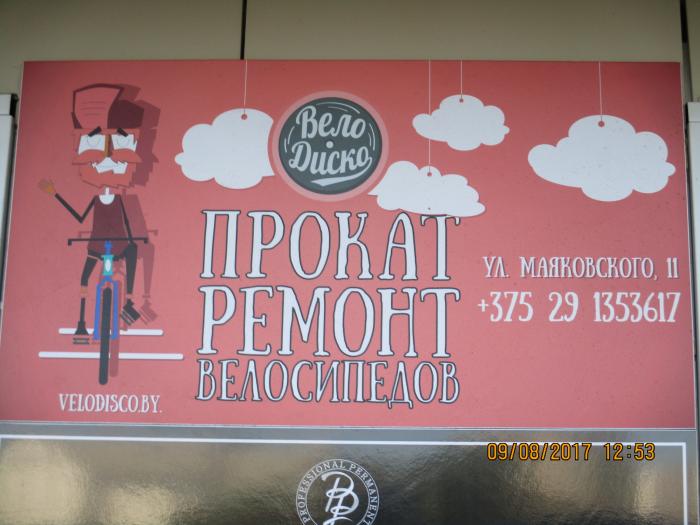 Вело
Диско
ПРОКАТ
РЕМОНТ
ВЕЛОСИПЕДОВ
УЛ. МАЯКОВСКОГО, 11
+375 29 1353617
VELODISCO.BY.
09/08/2017 12:53
PROFESSIONAL PERMANENT